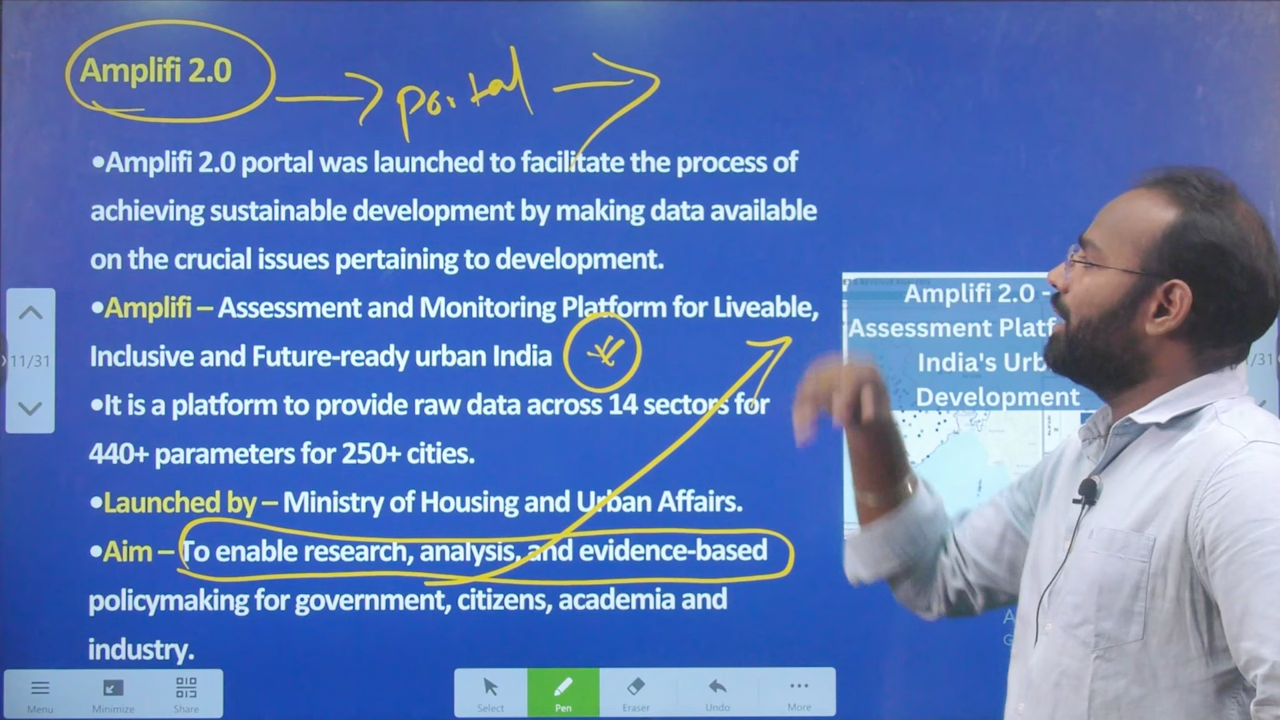 Amplifi 2.0
portal
•Amplifi 2.0 portal was launched to facilitate the process of
achieving sustainable development by making data available
on the crucial issues pertaining to development.
•Amplifi – Assessment and Monitoring Platform for Liveable,
Inclusive and Future-ready urban India
•It is a platform to provide raw data across 14 sectors for
440+ parameters for 250+ cities.
•Launched by – Ministry of Housing and Urban Affairs.
•Aim – To enable research, analysis, and evidence-based
policymaking for government, citizens, academia and
industry.
Amplifi 2.0 -
Assessment Platf
India's Urb
Development
11/31
/31
Menu
Minimize
Share
Select
Pen
Eraser
Undo
More